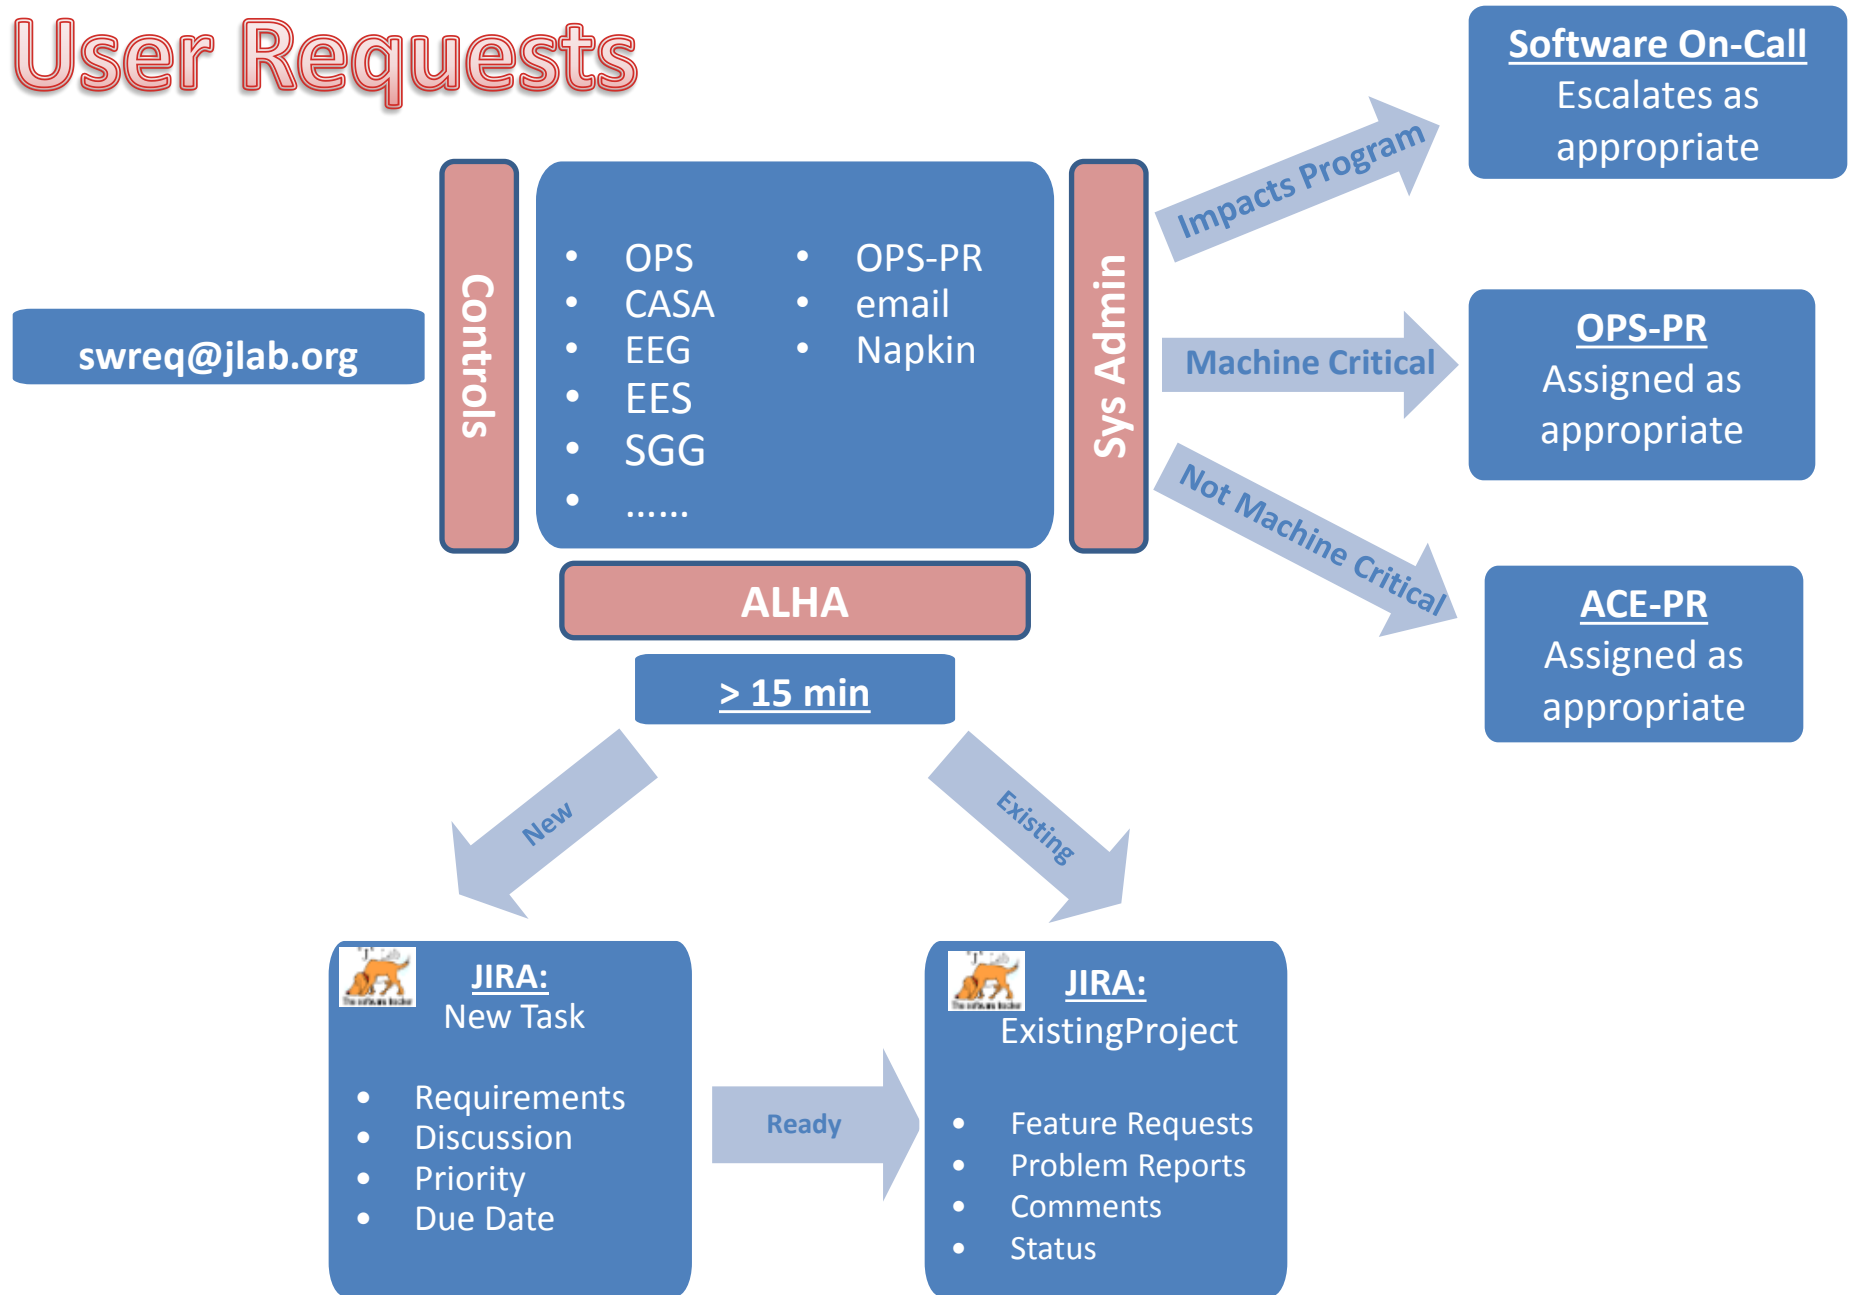 User Requests
Software On-Call
Escalates as
appropriate
Impacts Program
swreq@jlab.org
Controls
OPS
CASA
EEG
EES
SGG
......
OPS-PR
email
Napkin
Sys Admin
Machine Critical
OPS-PR
Assigned as
appropriate
Not Machine Critical
ACE-PR
Assigned as
appropriate
ALHA
> 15 min
New
Existing
JIRA:
New Task
Requirements
Discussion
Priority
Due Date
Ready
JIRA:
ExistingProject
Feature Requests
Problem Reports
Comments
Status